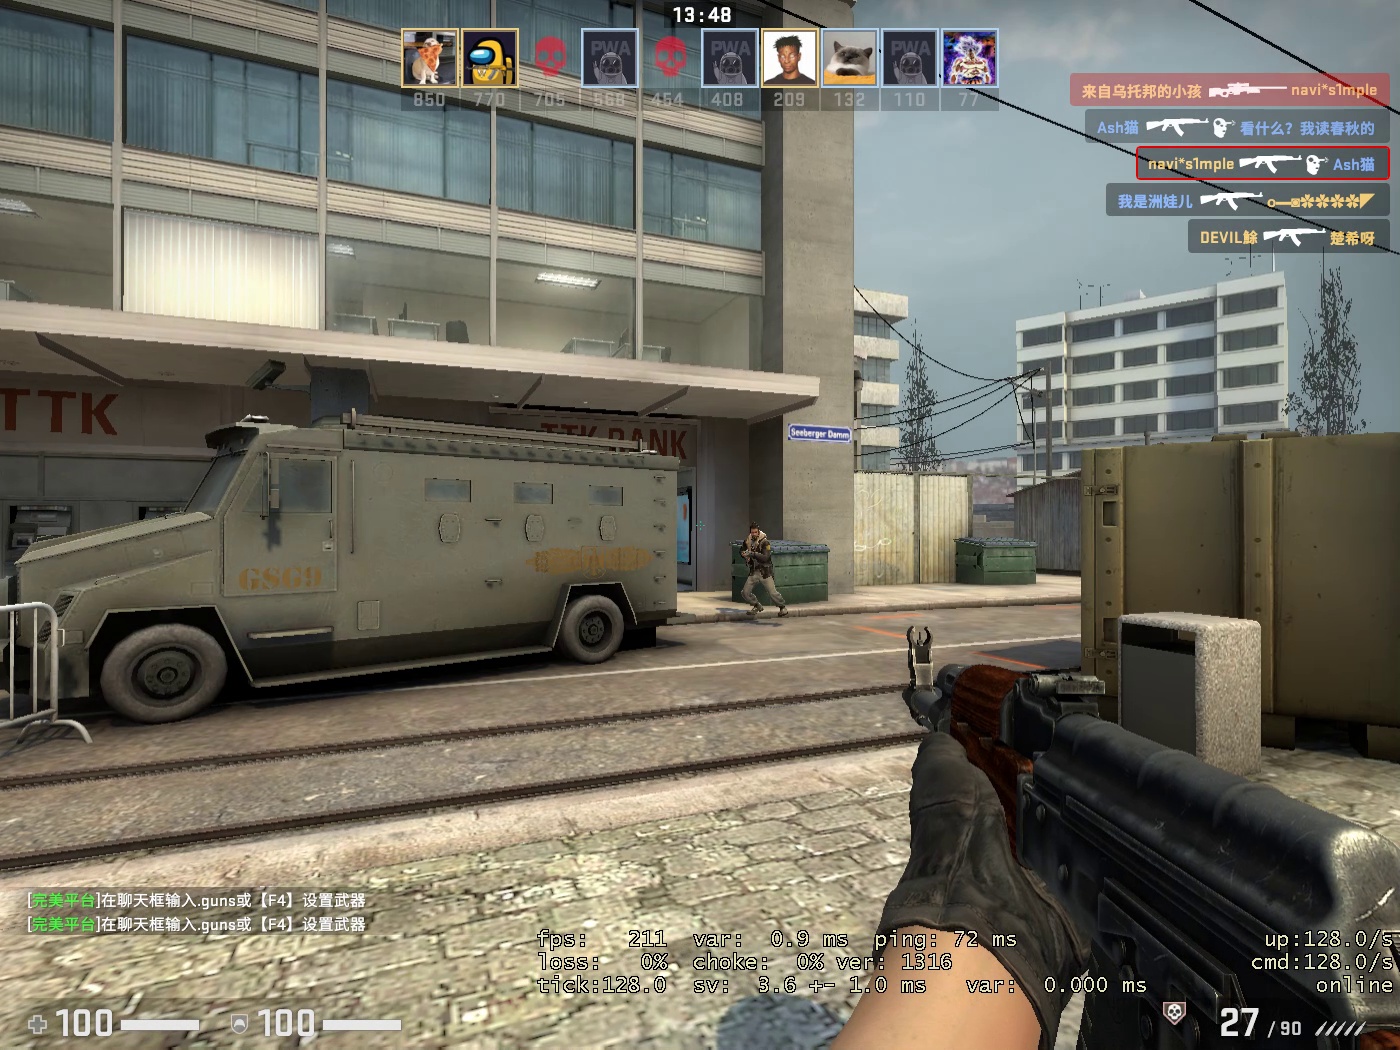 13:48
PWA PWA PWA
850 770 705 568 454 408 209 132 110 77
来自乌托邦的小孩 navi*s1mple
Ash猫 看什么？我读春秋的
navi*s1mple Ash猫
我是洲娃儿
DEVIL蜍 楚希呀
TTK
TTK BANK
Seeberger Damm
GSG9
[完美平台]在聊天框输入.guns或【F4】设置武器
[完美平台]在聊天框输入.guns或【F4】设置武器
fps: 211 var: 0.9 ms ping: 72 ms
loss: 0% choke: 0% ver: 1316
tick:128.0 sv: 3.6 +- 1.0 ms var: 0.000 ms
up:128.0/s
cmd:128.0/s
online
100 100
27 / 90